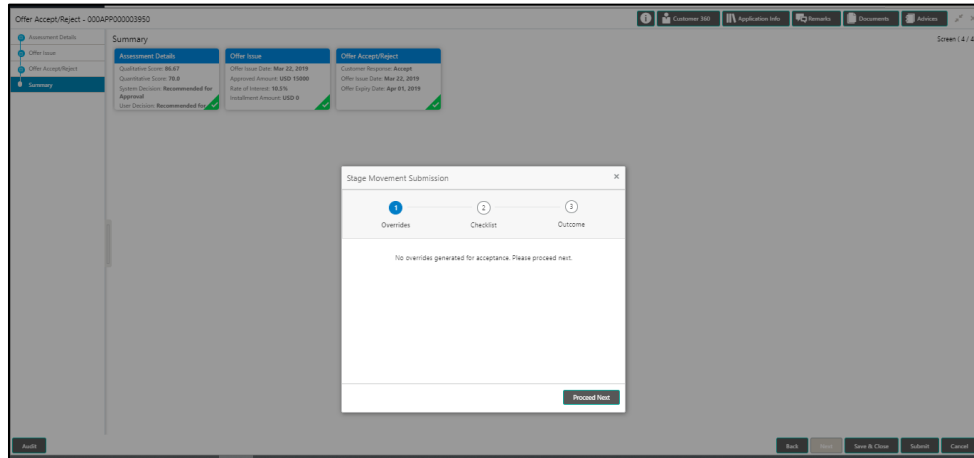 Offer Accept/Reject - 000APP000003950
Customer 360
Application Info
Remarks
Documents
Advices
Assessment Details
Offer Issue
Offer Accept/Reject
Summary
Summary
Screen ( 4 / 4
Assessment Details
Qualitative Score: 86.67
Quantitative Score: 78.0
System Decision: Recommended for
Approval
User Decision: Recommended for
Offer Issue
Offer Issue Date: Mar 22, 2019
Approved Amount: USD 15000
Rate of Interest: 10.5%
Installment Amount: USD 0
Offer Accept/Reject
Customer Response: Accept
Offer Issue Date: Mar 22, 2019
Offer Expiry Date: Apr 01, 2019
Stage Movement Submission
1
2
3
Overrides
Checklist
Outcome
No overrides generated for acceptance. Please proceed next.
Proceed Next
Audit
Back
Next
Save & Close
Submit
Cancel